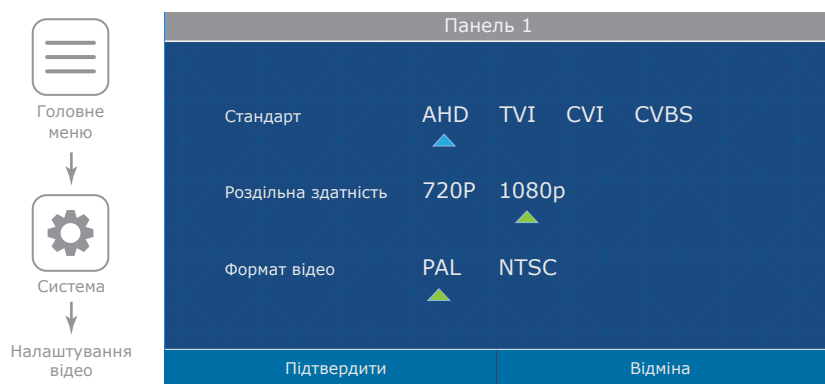 Головне
меню
Система
Налаштування
відео
Панель 1
Стандарт AHD TVI CVI CVBS
Роздільна здатність 720P 1080p
Формат відео PAL NTSC
Підтвердити Відміна